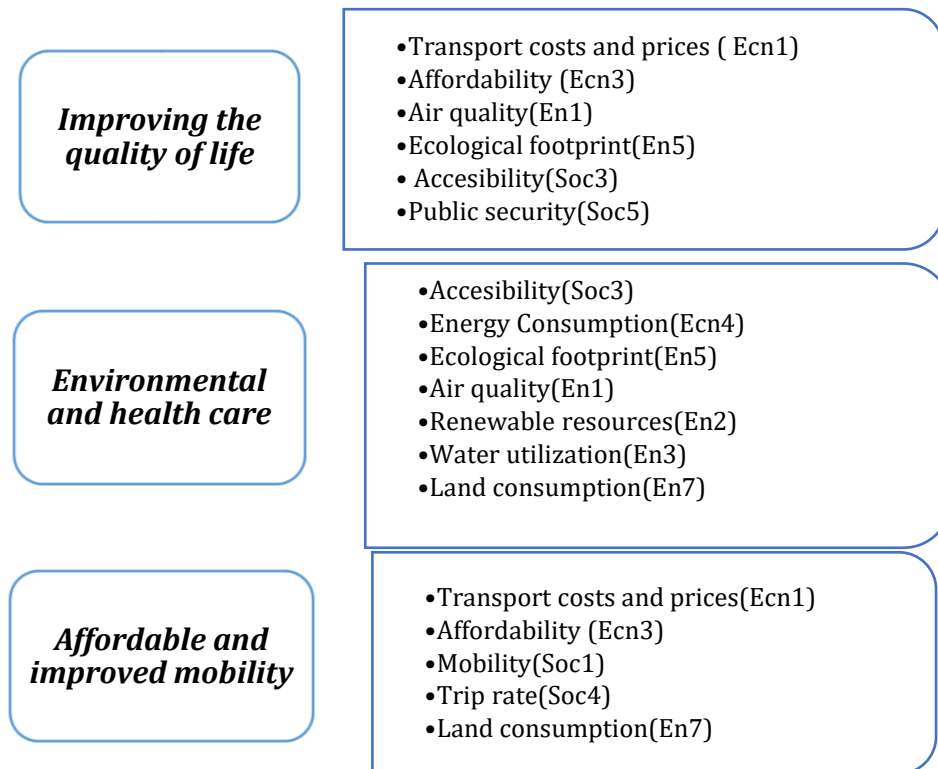 Improving the
quality of life
•Transport costs and prices ( Ecn1)
•Affordability (Ecn3)
•Air quality(En1)
•Ecological footprint(En5)
• Accesibility(Soc3)
•Public security(Soc5)
Environmental
and health care
•Accesibility(Soc3)
•Energy Consumption(Ecn4)
•Ecological footprint(En5)
•Air quality(En1)
•Renewable resources(En2)
•Water utilization(En3)
•Land consumption(En7)
Affordable and
improved mobility
•Transport costs and prices(Ecn1)
•Affordability (Ecn3)
•Mobility(Soc1)
•Trip rate(Soc4)
•Land consumption(En7)